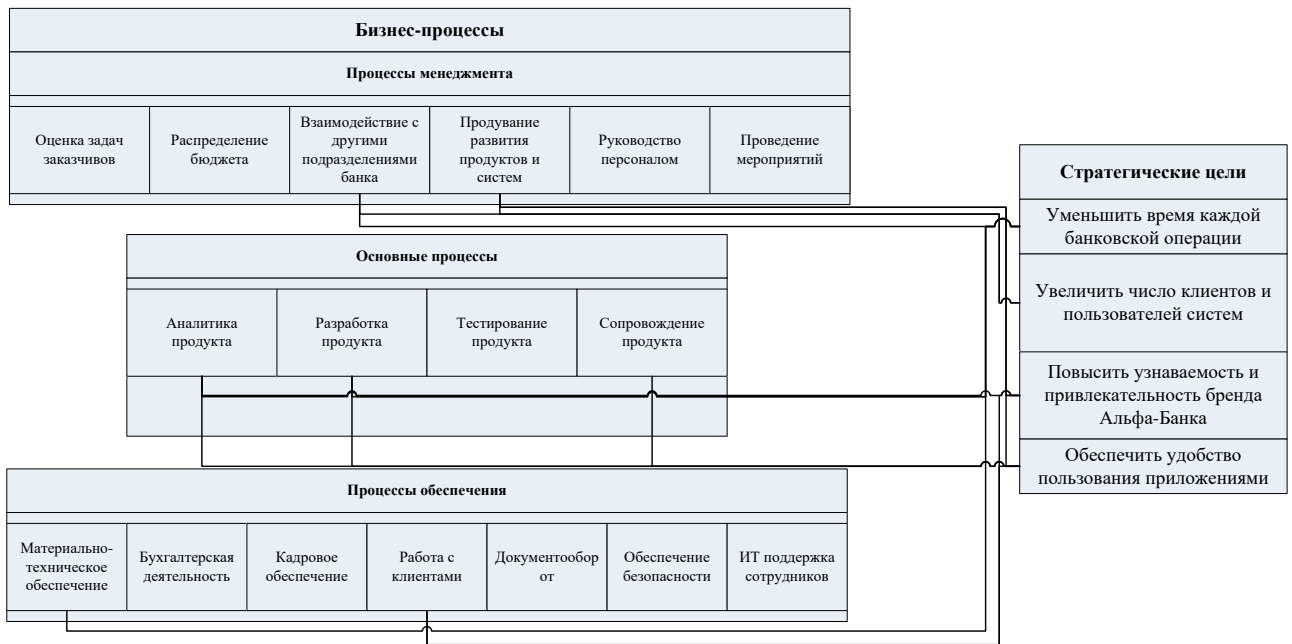 Бизнес-процессы
Процессы менеджмента
Оценка задач
заказчивов
Распределение
бюджета
Взаимодействие с
другими
подразделениями
банка
Продувание
развития
продуктов и
систем
Руководство
персоналом
Проведение
мероприятий
Стратегические цели
Уменьшить время каждой
банковской операции
Увеличить число клиентов и
пользователей систем
Повысить узнаваемость и
привлекательность бренда
Альфа-Банка
Обеспечить удобство
пользования приложениями
Основные процессы
Аналитика
продукта
Разработка
продукта
Тестирование
продукта
Сопровождение
продукта
Процессы обеспечения
Материально-
техническое
обеспечение
Бухгалтерская
деятельность
Кадровое
обеспечение
Работа с
клиентами
Документообор
от
Обеспечение
безопасности
ИТ поддержка
сотрудников